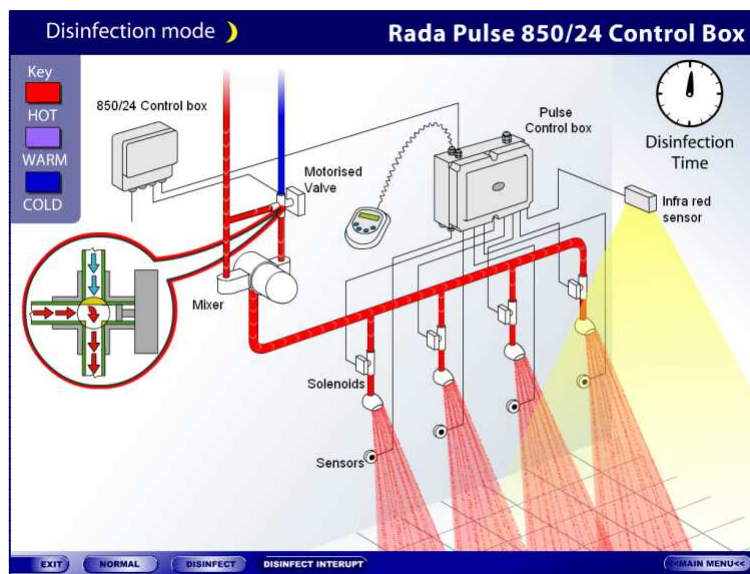 Disinfection mode
Rada Pulse 850/24 Control Box
Key
HOT
WARM
COLD
850/24 Control box
Motorised
Valve
Pulse
Control box
Disinfection
Time
Infra red
sensor
Mixer
Solenoids
Sensors
EXIT
NORMAL
DISINFECT
DISINFECT INTERUPT
<<MAIN MENU<<